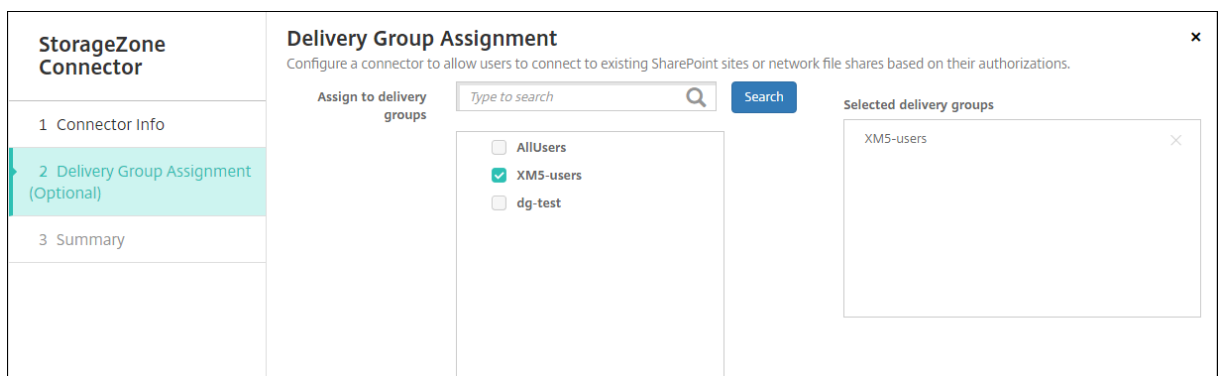 StorageZone
Connector
1 Connector Info
2 Delivery Group Assignment
(Optional)
3 Summary
Delivery Group Assignment
Configure a connector to allow users to connect to existing SharePoint sites or network file shares based on their authorizations.
Assign to delivery
groups
Type to search
Search
AllUsers
XM5-users
dg-test
Selected delivery groups
XM5-users